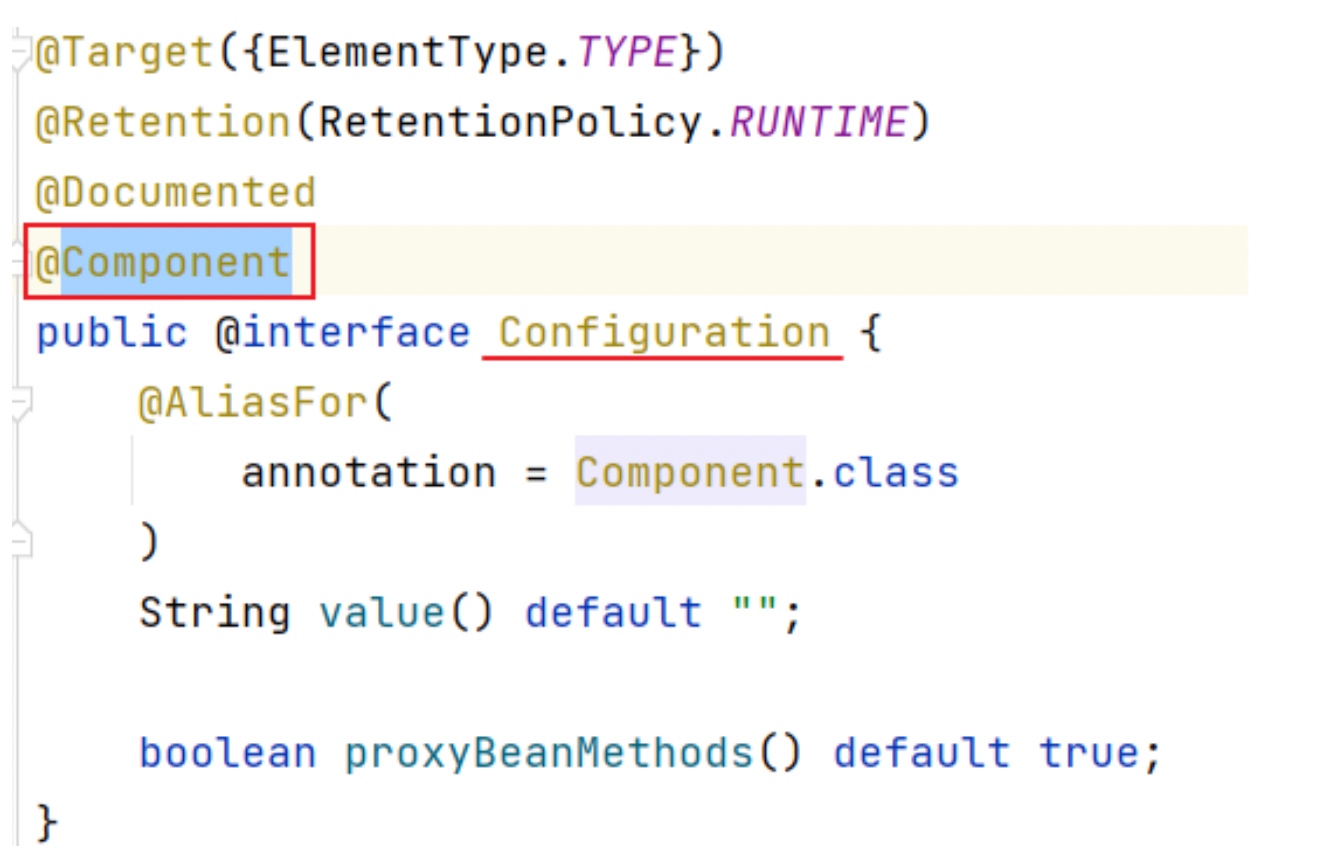 @Target({ElementType.TYPE})
@Retention(RetentionPolicy.RUNTIME)
@Documented
@Component
public @interface Configuration {
    @AliasFor(
        annotation = Component.class
    )
    String value() default "";

    boolean proxyBeanMethods() default true;
}